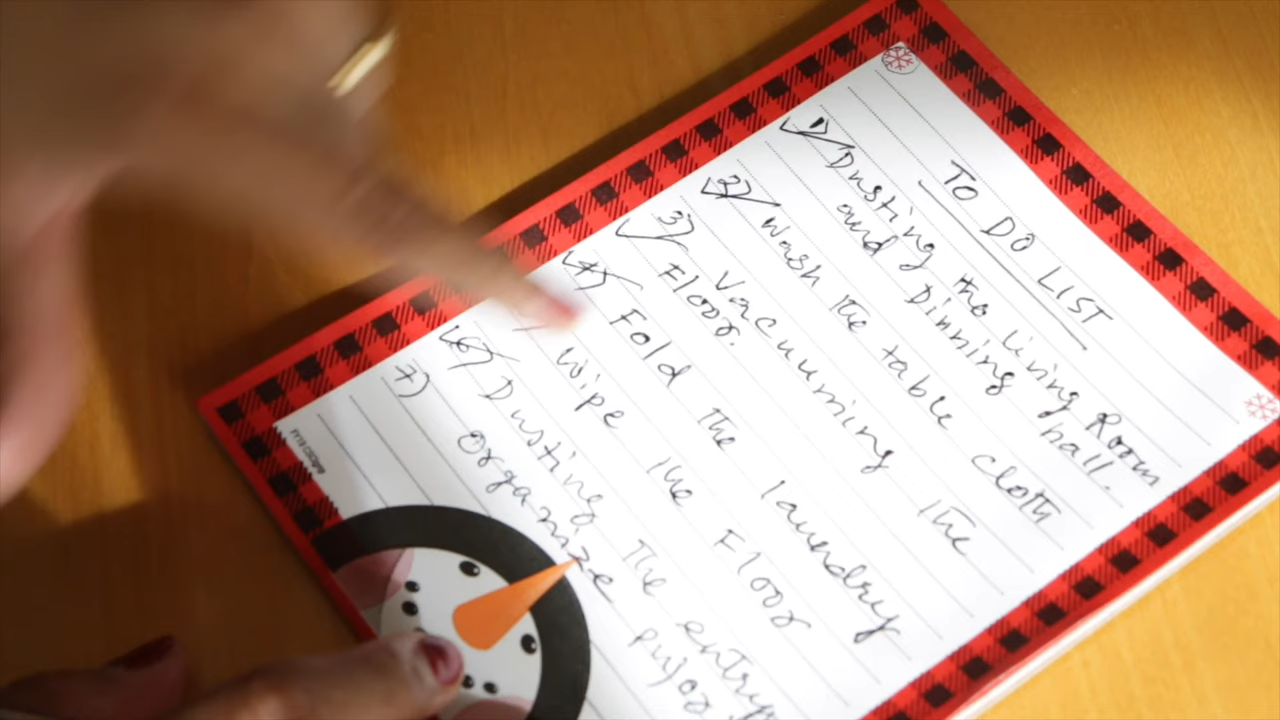 TO DO LIST
1) Dusting the living Room
and Dinning hall.
2) Wash the table cloth
3) Vacuuming the
Floor.
4) Fold the laundry
wipe the Floor
6) Dusting the entry
7) organize